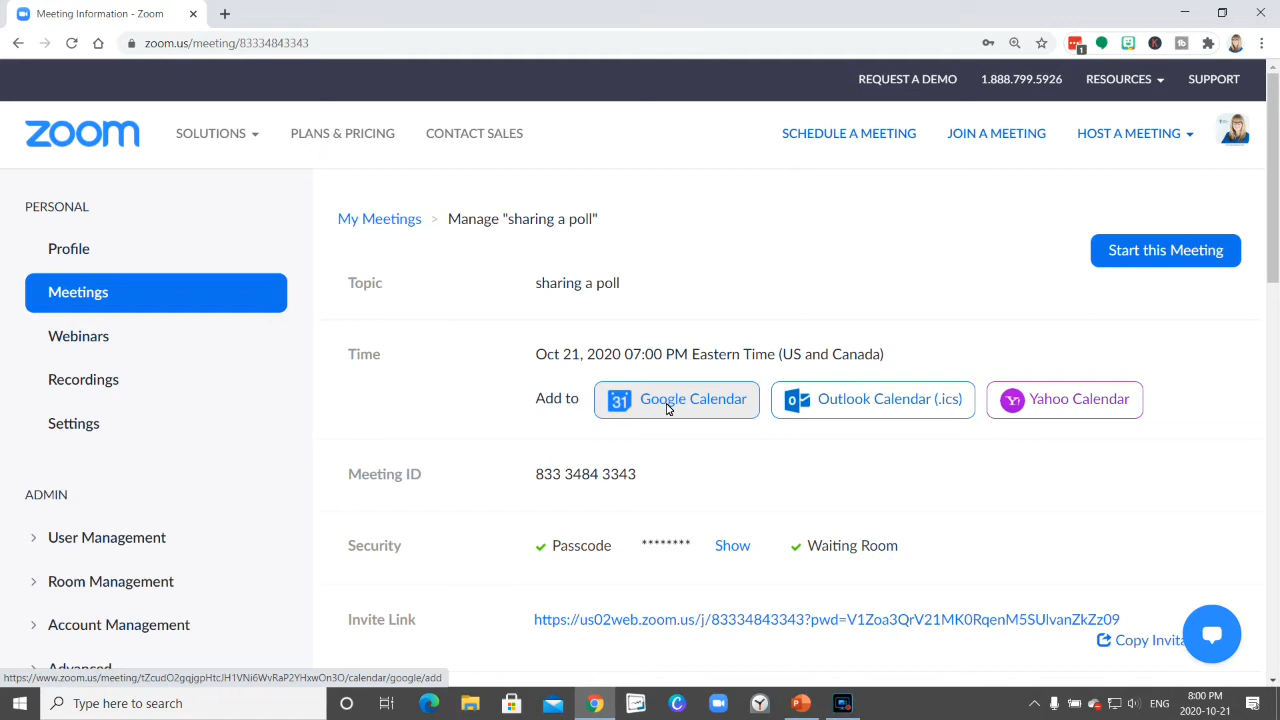 Meeting Information - Zoom
zoom.us/meeting/83334843343
1
REQUEST A DEMO 1.888.799.5926 RESOURCES SUPPORT
zoom SOLUTIONS PLANS & PRICING CONTACT SALES SCHEDULE A MEETING JOIN A MEETING HOST A MEETING
PERSONAL
Profile
Meetings
Webinars
Recordings
Settings
ADMIN
User Management
Room Management
Account Management
Advanced
My Meetings > Manage "sharing a poll"
Start this Meeting
Topic sharing a poll
Time Oct 21, 2020 07:00 PM Eastern Time (US and Canada)
Add to 31 Google Calendar Outlook Calendar (.ics) Yahoo Calendar
Meeting ID 833 3484 3343
Security Passcode ******** Show Waiting Room
Invite Link https://us02web.zoom.us/j/83334843343?pwd=V1Zoa3QrV21MK0RqenM5SUlvanZkZz09
Copy Invita
https://www.zoom.us/meeting/tZcudO2gqjgpHtcJH1VNi6WvRaP2YHxwOn3O/calendar/google/add
Type here to search
ENG
8:00 PM
2020-10-21